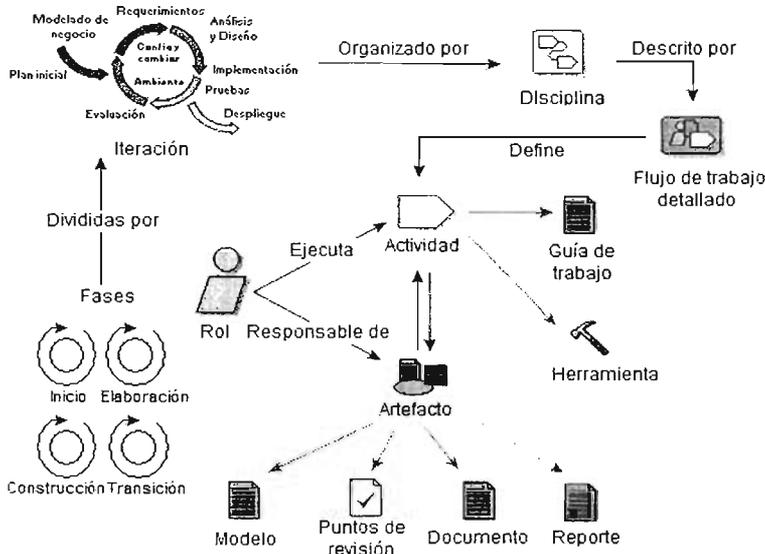 Requerimientos
Modelado de
negocio
Análisis
y Diseño
Config y
cambiar
Plan inicial
Ambiente
Implementación
Pruebas
Evaluación
Despliegue
Iteración
Organizado por
Disciplina
Descrito por
Flujo de trabajo
detallado
Define
Divididas por
Fases
Inicio
Elaboración
Construcción
Transición
Rol
Ejecuta
Responsable de
Actividad
Guía de
trabajo
Herramienta
Artefacto
Modelo
Puntos de
revisión
Documento
Reporte